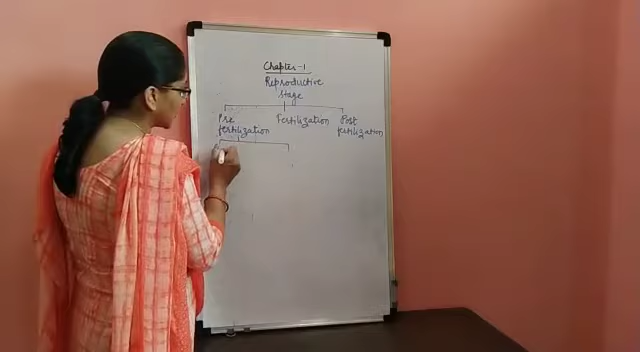 Chapter-1
Reproductive
Stage
Pre Fertilization Post
fertilization fertilization